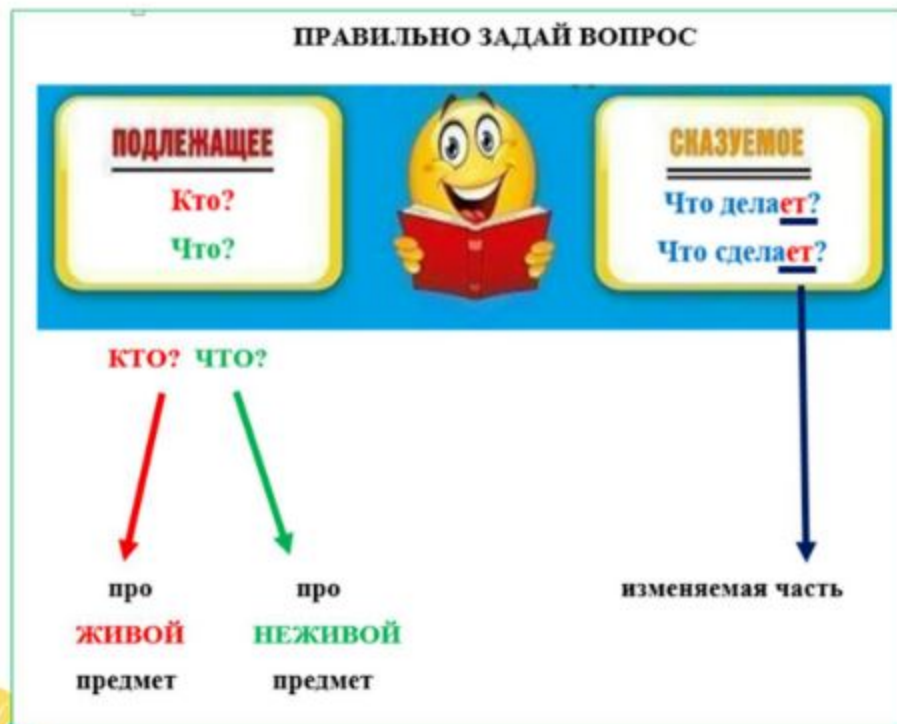 ПРАВИЛЬНО ЗАДАЙ ВОПРОС
ПОДЛЕЖАЩЕЕ
Кто?
Что?
СКАЗУЕМОЕ
Что делает?
Что сделает?
КТО? ЧТО?
про
ЖИВОЙ
предмет
про
НЕЖИВОЙ
предмет
изменяемая часть